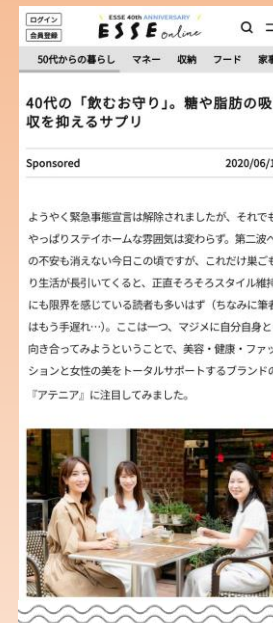 ログイン
会員登録
ESSE 40th ANNIVERSARY
ESSE online
50代からの暮らし マネー 収納 フード 家事
40代の「飲むお守り」。糖や脂肪の吸
収を抑えるサプリ
Sponsored 2020/06/1
ようやく緊急事態宣言は解除されましたが、それでも
やっぱりステイホームな雰囲気は変わらず。第二波へ
の不安も消えない今日この頃ですが、これだけ巣ごも
り生活が長引いてくると、正直そろそろスタイル維持
にも限界を感じている読者も多いはず（ちなみに筆者
はもう手遅れ…）。ここは一つ、マジメに自分自身と
向き合ってみようということで、美容・健康・ファッ
ションと女性の美をトータルサポートするブランドの
『アテニア』に注目してみました。